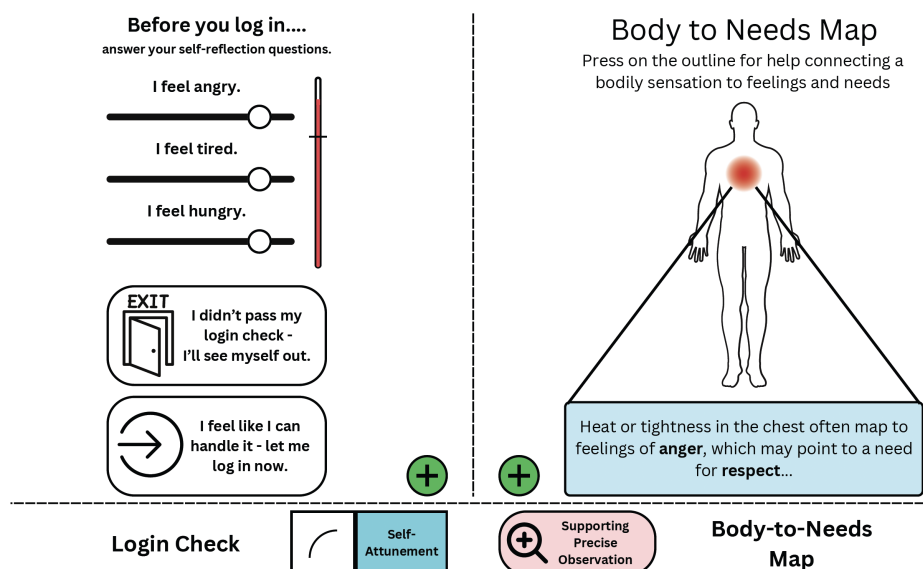 Before you log in....
answer your self-reflection questions.
I feel angry.
I feel tired.
I feel hungry.
EXIT
I didn't pass my
login check -
I'll see myself out.
I feel like I can
handle it - let me
log in now.
Body to Needs Map
Press on the outline for help connecting a
bodily sensation to feelings and needs
Heat or tightness in the chest often map to
feelings of anger, which may point to a need
for respect...
Login Check
Self-
Attunement
Supporting
Precise
Observation
Body-to-Needs
Map